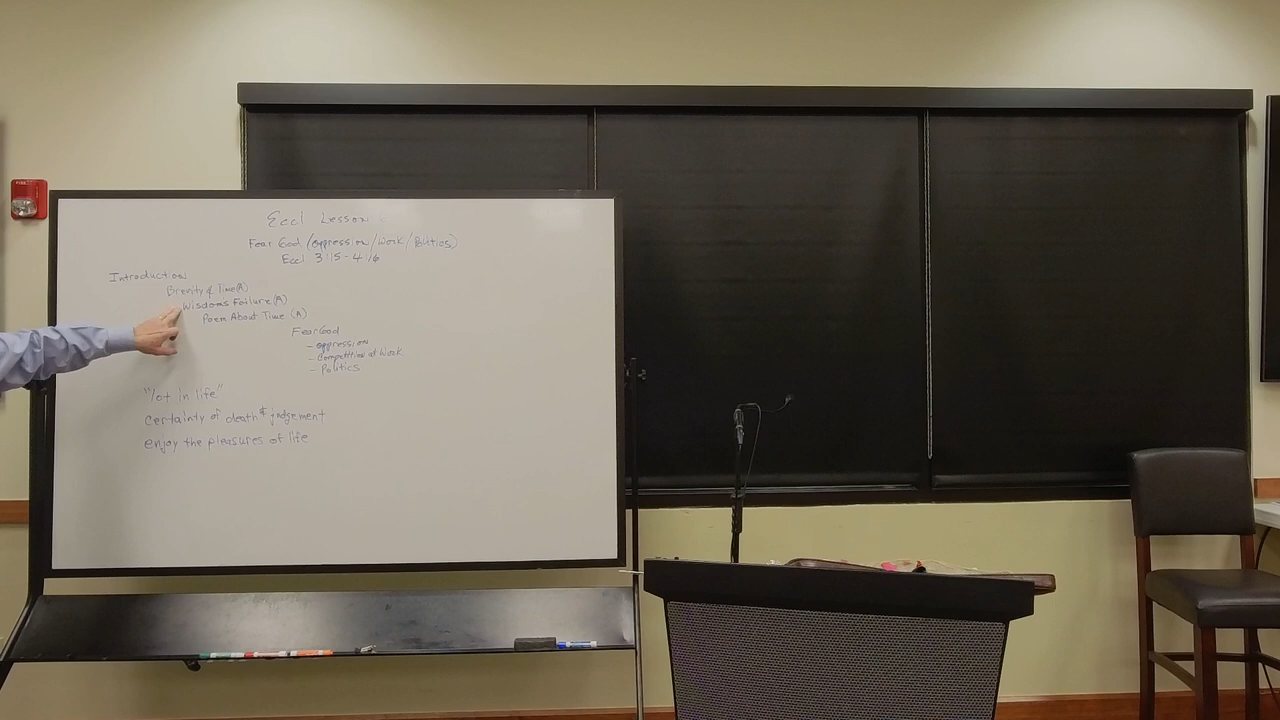 Eccl Lesson 6
Fear God (oppression/Work/Politics)
Eccl 3:15-4:16
Introduction
Brevity of Time (A)
Wisdoms Failure (A)
Poem About Time (A)
Fear God
- oppression
- Competition at Work
- Politics
"lot in life"
certainty of death & judgement
enjoy the pleasures of life
FIRE